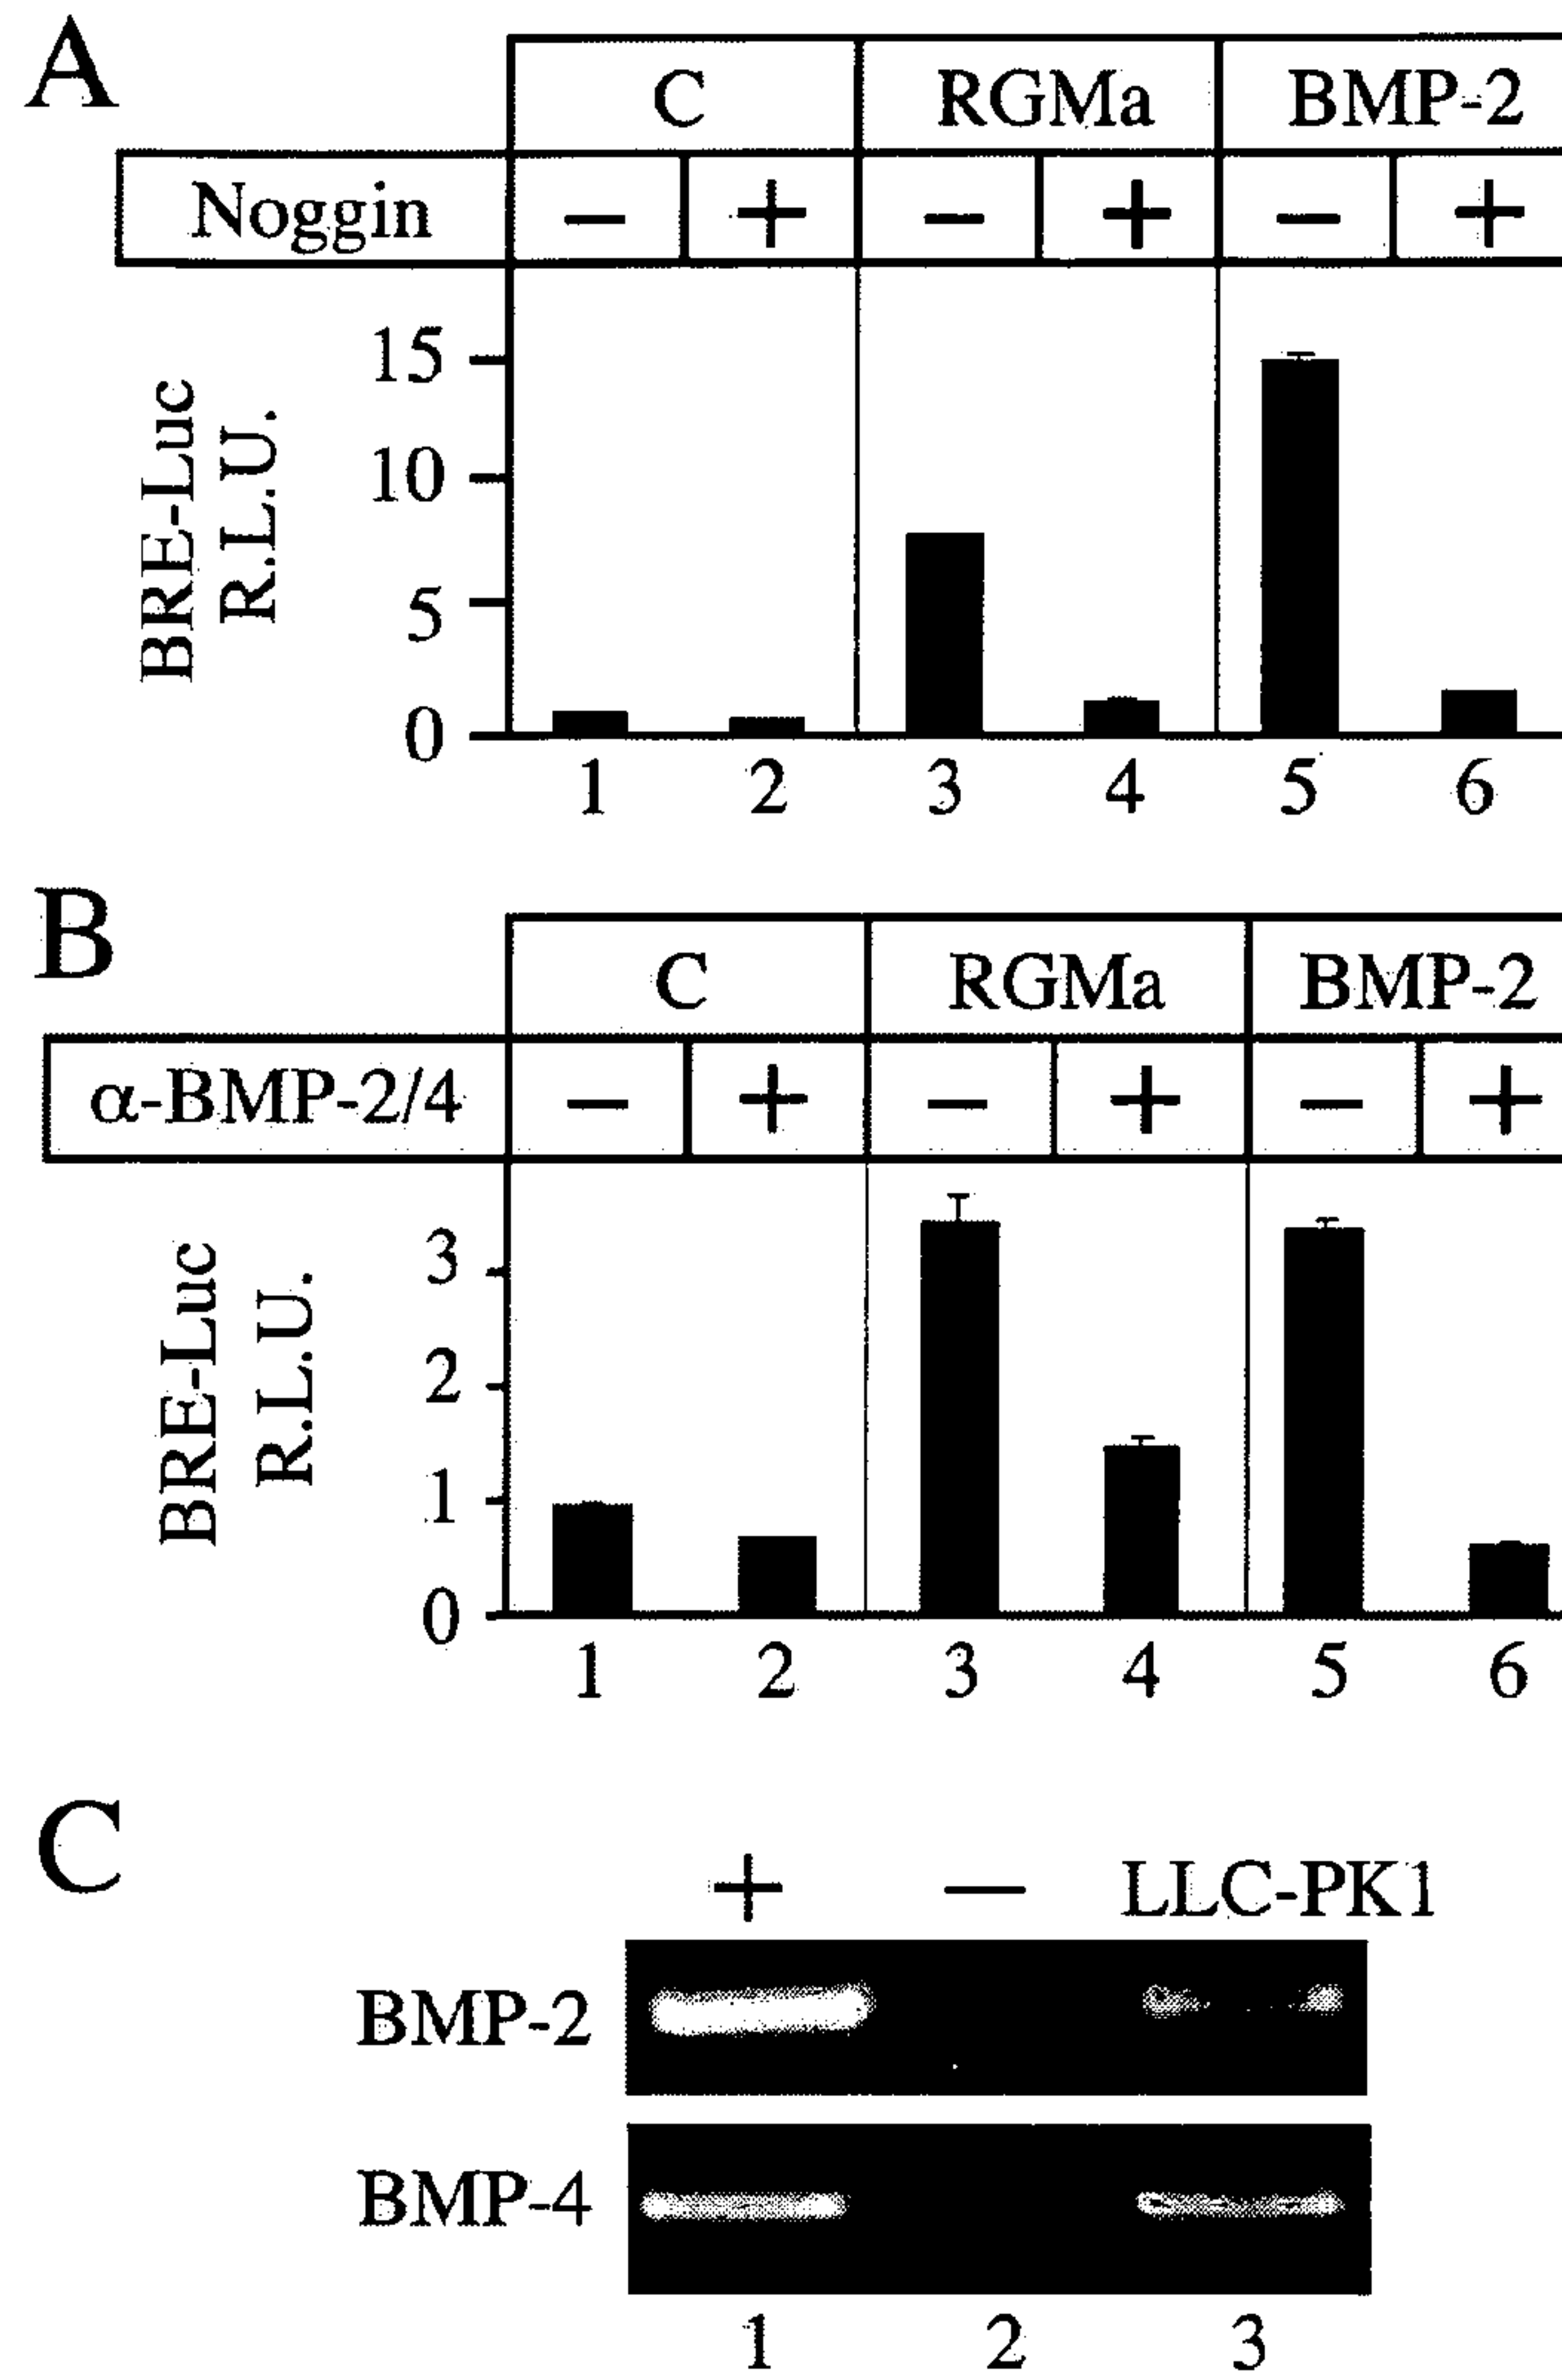 A
C RGMa BMP-2
Noggin − + − + − +
15
10
5
0
BRE-Luc
R.L.U.
1 2 3 4 5 6
B
C RGMa BMP-2
α-BMP-2/4 − + − + − +
3
2
1
0
BRE-Luc
R.L.U.
1 2 3 4 5 6
C
+ − LLC-PK1
BMP-2
BMP-4
1 2 3